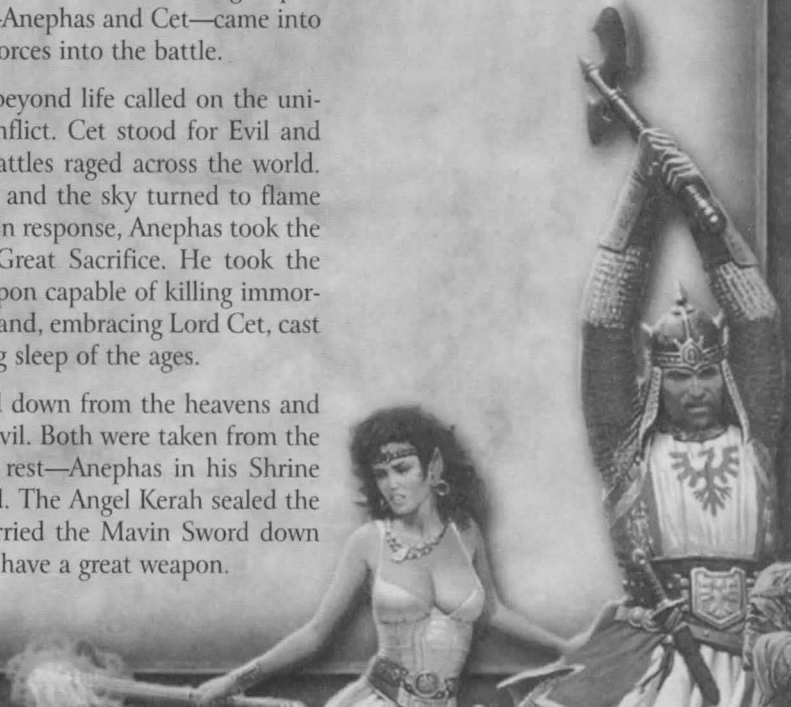 -Anephas and Cet—came into
orces into the battle.
beyond life called on the uni-
nflict. Cet stood for Evil and
attles raged across the world.
and the sky turned to flame
n response, Anephas took the
Great Sacrifice. He took the
pon capable of killing immor-
and, embracing Lord Cet, cast
g sleep of the ages.
d down from the heavens and
vil. Both were taken from the
rest—Anephas in his Shrine
l. The Angel Kerah sealed the
rried the Mavin Sword down
have a great weapon.